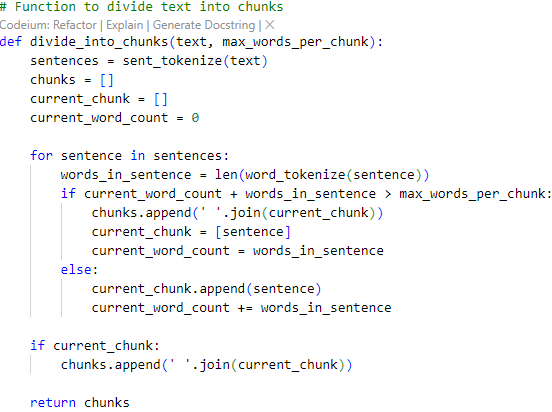 # Function to divide text into chunks
Codeium: Refactor | Explain | Generate Docstring | X
def divide_into_chunks(text, max_words_per_chunk):
    sentences = sent_tokenize(text)
    chunks = []
    current_chunk = []
    current_word_count = 0

    for sentence in sentences:
        words_in_sentence = len(word_tokenize(sentence))
        if current_word_count + words_in_sentence > max_words_per_chunk:
            chunks.append(' '.join(current_chunk))
            current_chunk = [sentence]
            current_word_count = words_in_sentence
        else:
            current_chunk.append(sentence)
            current_word_count += words_in_sentence

    if current_chunk:
        chunks.append(' '.join(current_chunk))

    return chunks